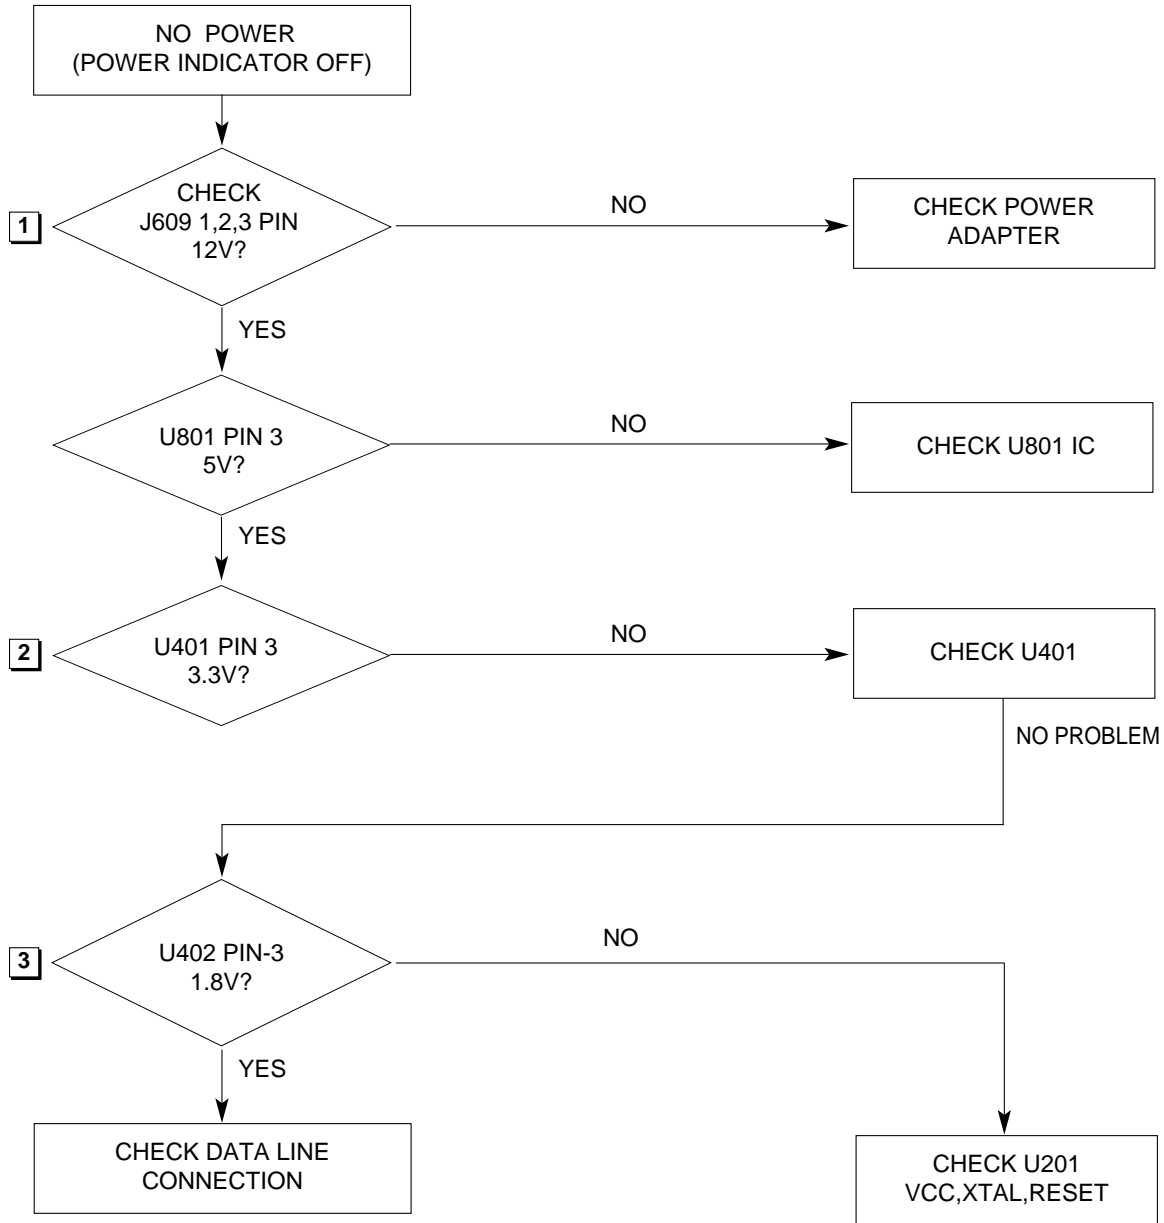 NO POWER
(POWER INDICATOR OFF)
1
CHECK
J609 1,2,3 PIN
12V?
NO
CHECK POWER
ADAPTER
YES
U801 PIN 3
5V?
NO
CHECK U801 IC
YES
2
U401 PIN 3
3.3V?
NO
CHECK U401
NO PROBLEM
3
U402 PIN-3
1.8V?
NO
YES
CHECK DATA LINE
CONNECTION
CHECK U201
VCC,XTAL,RESET